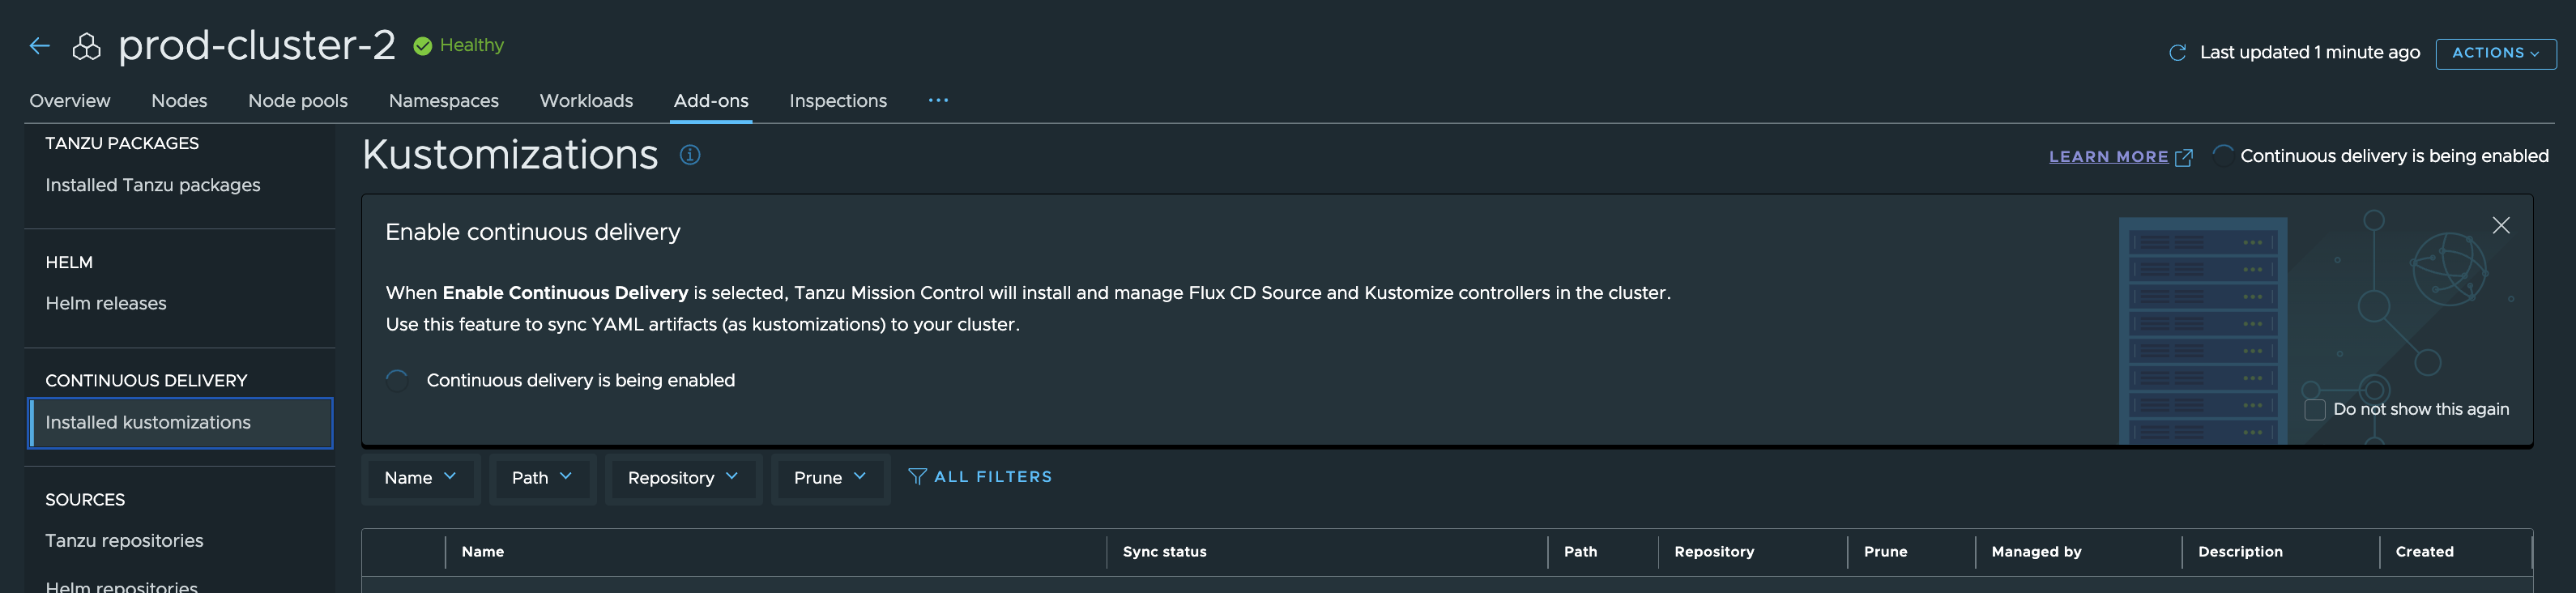 prod-cluster-2 Healthy
Last updated 1 minute ago ACTIONS
Overview Nodes Node pools Namespaces Workloads Add-ons Inspections ...
TANZU PACKAGES
Installed Tanzu packages
HELM
Helm releases
CONTINUOUS DELIVERY
Installed kustomizations
SOURCES
Tanzu repositories
Helm repositories
Kustomizations
LEARN MORE Continuous delivery is being enabled
Enable continuous delivery
When Enable Continuous Delivery is selected, Tanzu Mission Control will install and manage Flux CD Source and Kustomize controllers in the cluster.
Use this feature to sync YAML artifacts (as kustomizations) to your cluster.
Continuous delivery is being enabled
Do not show this again
Name Path Repository Prune ALL FILTERS
Name Sync status Path Repository Prune Managed by Description Created